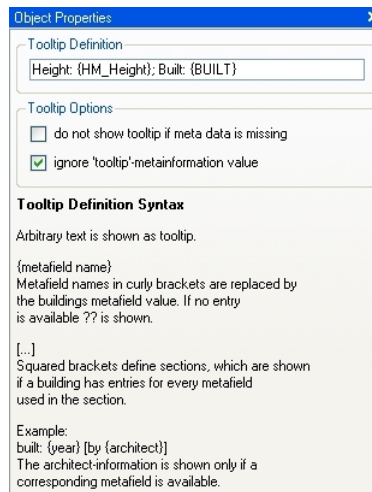 Object Properties
Tooltip Definition
Height: {HM_Height}; Built: {BUILT}
Tooltip Options
do not show tooltip if meta data is missing
ignore 'tooltip'-metainformation value
Tooltip Definition Syntax
Arbitrary text is shown as tooltip.
{metafield name}
Metafield names in curly brackets are replaced by
the buildings metafield value. If no entry
is available ?? is shown.
[...]
Squared brackets define sections, which are shown
if a building has entries for every metafield
used in the section.
Example:
built: {year} [by {architect}]
The architect-information is shown only if a
corresponding metafield is available.